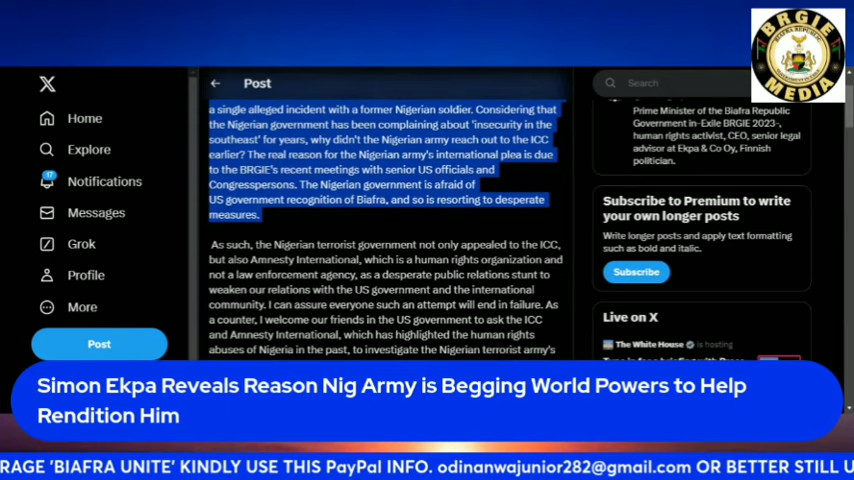 BRGIE
BIAFRA REPUBLIC
MEDIA
Post
Search
Home
Explore
17
Notifications
Messages
Grok
Profile
More
Post
a single alleged incident with a former Nigerian soldier. Considering that
the Nigerian government has been complaining about 'insecurity in the
southeast' for years, why didn't the Nigerian army reach out to the ICC
earlier? The real reason for the Nigerian army's international plea is due
to the BRGIE's recent meetings with senior US officials and
Congresspersons. The Nigerian government is afraid of
US government recognition of Biafra, and so is resorting to desperate
measures.
As such, the Nigerian terrorist government not only appealed to the ICC,
but also Amnesty International, which is a human rights organization and
not a law enforcement agency, as a desperate public relations stunt to
weaken our relations with the US government and the international
community. I can assure everyone such an attempt will end in failure. As
a counter, I welcome our friends in the US government to ask the ICC
and Amnesty International, which has highlighted the human rights
abuses of Nigeria in the past, to investigate the Nigerian terrorist army's
Prime Minister of the Biafra Republic
Government in-Exile BRGIE 2023-,
human rights activist, CEO, senior legal
advisor at Ekpa & Co Oy, Finnish
politician.
Subscribe to Premium to write
your own longer posts
Write longer posts and apply text formatting
such as bold and italic.
Subscribe
Live on X
The White House is hosting
Simon Ekpa Reveals Reason Nig Army is Begging World Powers to Help
Rendition Him
RAGE 'BIAFRA UNITE' KINDLY USE THIS PayPal INFO. odinanwajunior282@gmail.com OR BETTER STILL U